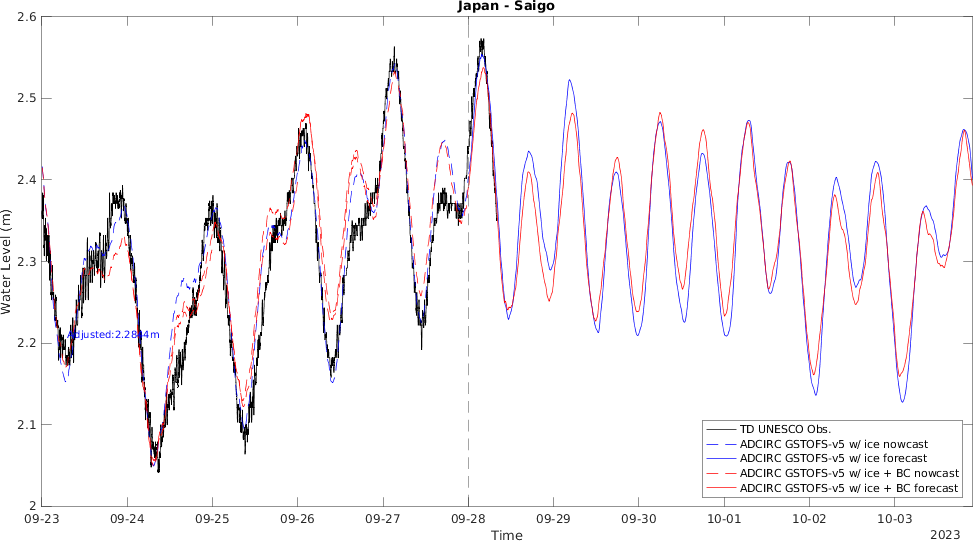 Japan - Saigo
Water Level (m)
2.6
2.5
2.4
2.3
2.2
2.1
2
TD UNESCO Obs.
ADCIRC GSTOFS-v5 w/ ice nowcast
ADCIRC GSTOFS-v5 w/ ice forecast
ADCIRC GSTOFS-v5 w/ ice + BC nowcast
ADCIRC GSTOFS-v5 w/ ice + BC forecast
09-23 09-24 09-25 09-26 09-27 09-28 09-29 09-30 10-01 10-02 10-03
Time
2023